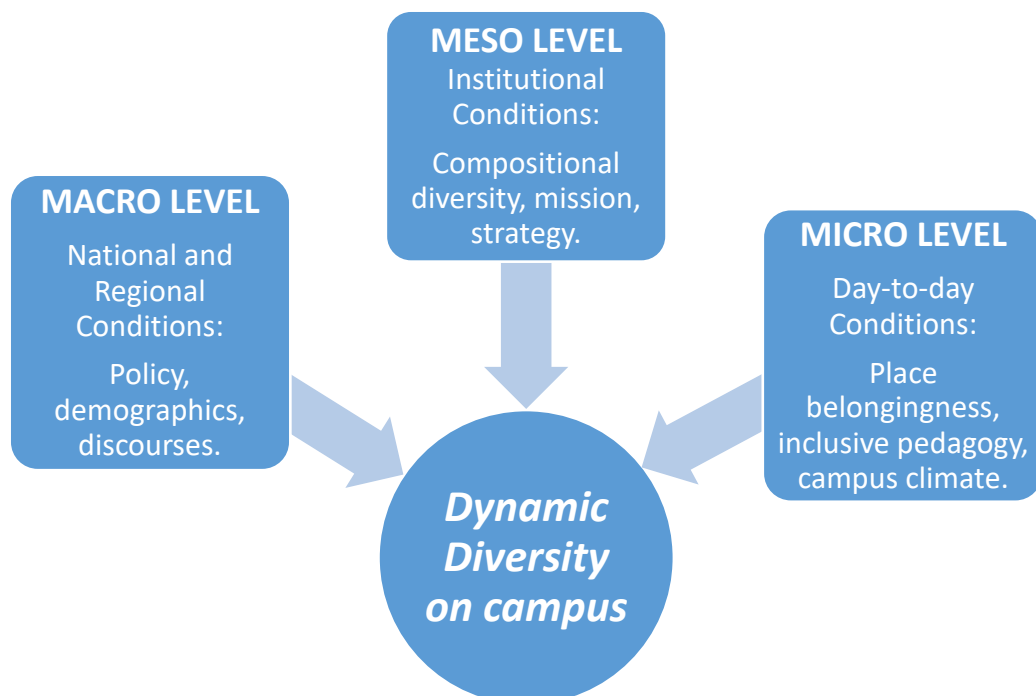 MACRO LEVEL
National and
Regional
Conditions:
Policy,
demographics,
discourses.
MESO LEVEL
Institutional
Conditions:
Compositional
diversity, mission,
strategy.
MICRO LEVEL
Day-to-day
Conditions:
Place
belongingness,
inclusive pedagogy,
campus climate.
Dynamic
Diversity
on campus